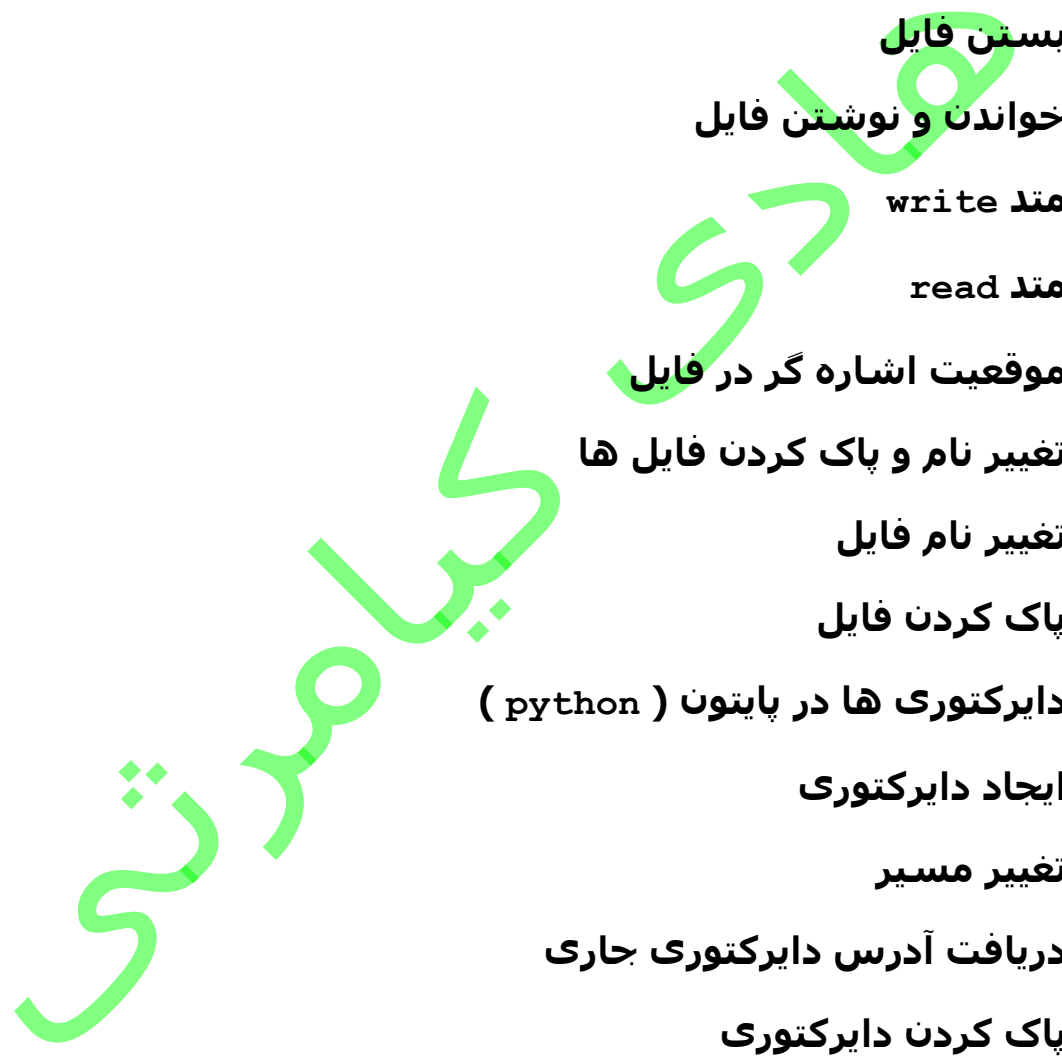 بستن فایل
خواندن و نوشتن فایل
متد write
متد read
موقعیت اشاره گر در فایل
تغییر نام و پاک کردن فایل ها
تغییر نام فایل
پاک کردن فایل
دایرکتوری ها در پایتون ( python )
ایجاد دایرکتوری
تغییر مسیر
دریافت آدرس دایرکتوری جاری
پاک کردن دایرکتوری
هادی کیامرثی